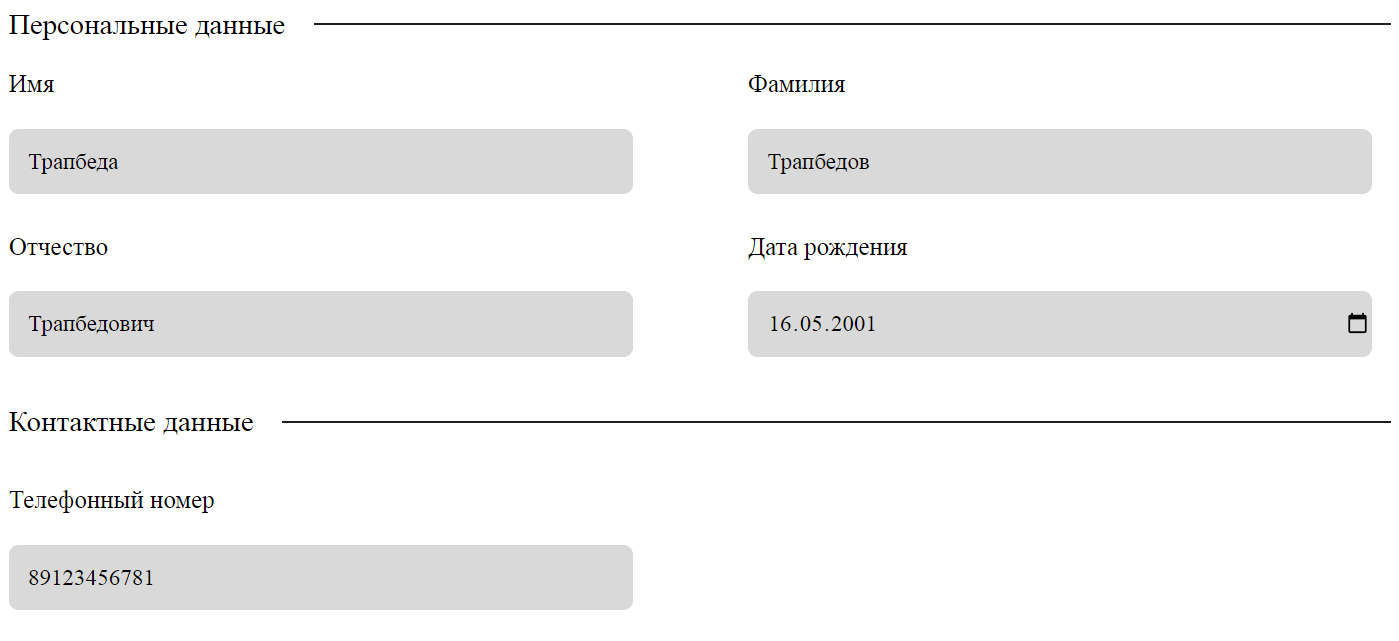 Персональные данные
Имя
Фамилия
Трапбеда
Трапбедов
Отчество
Дата рождения
Трапбедович
16.05.2001
Контактные данные
Телефонный номер
89123456781